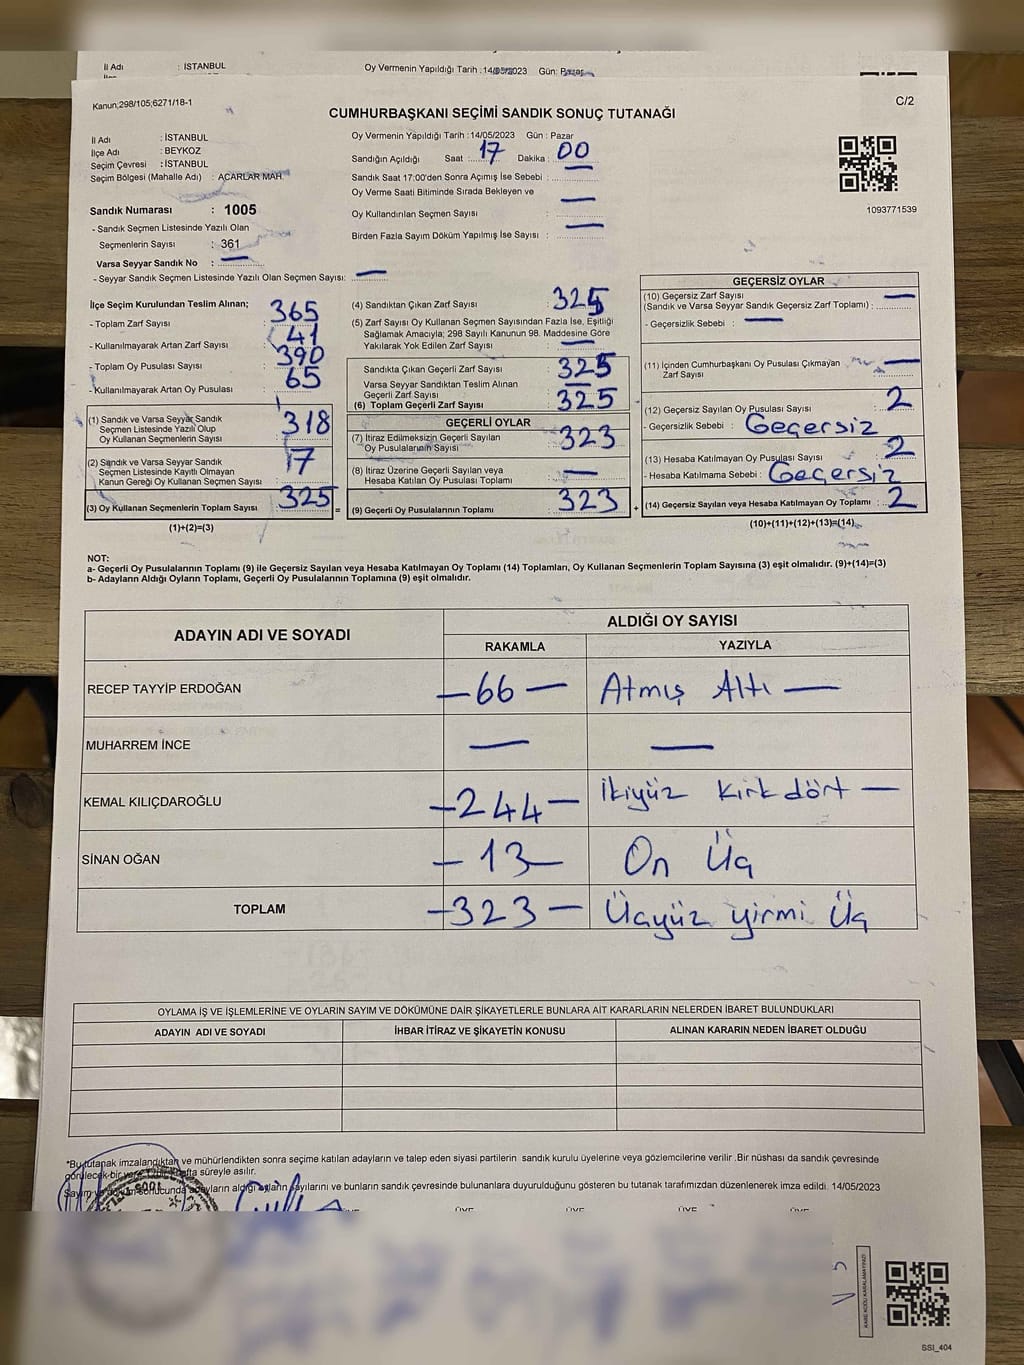 İl Adı : İSTANBUL
Oy Vermenin Yapıldığı Tarih :14/05/2023 Gün: Pazar
Kanun;298/105;6271/18-1
C/2
CUMHURBAŞKANI SEÇİMİ SANDIK SONUÇ TUTANAĞI
İl Adı : İSTANBUL
İlçe Adı : BEYKOZ
Seçim Çevresi : İSTANBUL
Seçim Bölgesi (Mahalle Adı) : ACARLAR MAH.
Oy Vermenin Yapıldığı Tarih :14/05/2023 Gün : Pazar
Sandığın Açıldığı Saat : 17 Dakika : 00
Sandık Saat 17:00'den Sonra Açımış İse Sebebi :
Oy Verme Saati Bitiminde Sırada Bekleyen ve
Oy Kullandırılan Seçmen Sayısı : —
Birden Fazla Sayım Döküm Yapılmış İse Sayısı : —
1093771539
Sandık Numarası : 1005
- Sandık Seçmen Listesinde Yazılı Olan
Seçmenlerin Sayısı : 361
Varsa Seyyar Sandık No : —
- Seyyar Sandık Seçmen Listesinde Yazılı Olan Seçmen Sayısı: —
İlçe Seçim Kurulundan Teslim Alınan;
- Toplam Zarf Sayısı : 365
- Kullanılmayarak Artan Zarf Sayısı : 41
- Toplam Oy Pusulası Sayısı : 390
- Kullanılmayarak Artan Oy Pusulası : 65
(1) Sandık ve Varsa Seyyar Sandık
Seçmen Listesinde Yazılı Olup
Oy Kullanan Seçmenlerin Sayısı : 318
(2) Sandık ve Varsa Seyyar Sandık
Seçmen Listesinde Kayıtlı Olmayan
Kanun Gereği Oy Kullanan Seçmen Sayısı : 7
(3) Oy Kullanan Seçmenlerin Toplam Sayısı : 325
(1)+(2)=(3)
(4) Sandıktan Çıkan Zarf Sayısı : 325
(5) Zarf Sayısı Oy Kullanan Seçmen Sayısından Fazla İse, Eşitliği
Sağlamak Amacıyla; 298 Sayılı Kanunun 98. Maddesine Göre
Yakılarak Yok Edilen Zarf Sayısı : —
Sandıkta Çıkan Geçerli Zarf Sayısı : 325
Varsa Seyyar Sandıktan Teslim Alınan
Geçerli Zarf Sayısı : —
(6) Toplam Geçerli Zarf Sayısı : 325
GEÇERLİ OYLAR
(7) İtiraz Edilmeksizin Geçerli Sayılan
Oy Pusulalarının Sayısı : 323
(8) İtiraz Üzerine Geçerli Sayılan veya
Hesaba Katılan Oy Pusulası Toplamı : —
(9) Geçerli Oy Pusulalarının Toplamı : 323
GEÇERSİZ OYLAR
(10) Geçersiz Zarf Sayısı
(Sandık ve Varsa Seyyar Sandık Geçersiz Zarf Toplamı) : —
- Geçersizlik Sebebi : —
(11) İçinden Cumhurbaşkanı Oy Pusulası Çıkmayan
Zarf Sayısı : —
(12) Geçersiz Sayılan Oy Pusulası Sayısı : 2
- Geçersizlik Sebebi : Geçersiz
(13) Hesaba Katılmayan Oy Pusulası Sayısı : 2
- Hesaba Katılmama Sebebi : Geçersiz
(14) Geçersiz Sayılan veya Hesaba Katılmayan Oy Toplamı : 2
(10)+(11)+(12)+(13)=(14)
NOT:
a- Geçerli Oy Pusulalarının Toplamı (9) ile Geçersiz Sayılan veya Hesaba Katılmayan Oy Toplamı (14) Toplamları, Oy Kullanan Seçmenlerin Toplam Sayısına (3) eşit olmalıdır. (9)+(14)=(3)
b- Adayların Aldığı Oyların Toplamı, Geçerli Oy Pusulalarının Toplamına (9) eşit olmalıdır.
ADAYIN ADI VE SOYADI
ALDIĞI OY SAYISI
RAKAMLA YAZIYLA
RECEP TAYYİP ERDOĞAN —66— Atmış Altı —
MUHARREM İNCE — —
KEMAL KILIÇDAROĞLU —244— İkiyüz kırk dört —
SİNAN OĞAN —13— On Üç
TOPLAM —323— Üçyüz yirmi Üç
OYLAMA İŞ VE İŞLEMLERİNE VE OYLARIN SAYIM VE DÖKÜMÜNE DAİR ŞİKAYETLERLE BUNLARA AİT KARARLARIN NELERDEN İBARET BULUNDUKLARI
ADAYIN ADI VE SOYADI İHBAR İTİRAZ VE ŞİKAYETİN KONUSU ALINAN KARARIN NEDEN İBARET OLDUĞU
*Bu tutanak imzalandıktan ve mühürlendikten sonra seçime katılan adayların ve talep eden siyasi partilerin sandık kurulu üyelerine veya gözlemcilerine verilir. Bir nüshası da sandık çevresinde
görülecek bir yere bir hafta süreyle asılır.
Sayım ve döküm sonucunda adayların aldığı oyların sayılarını ve bunların sandık çevresinde bulunanlara duyurulduğunu gösteren bu tutanak tarafımızdan düzenlenerek imza edildi. 14/05/2023
ÜYE ÜYE ÜYE ÜYE
SSI_404